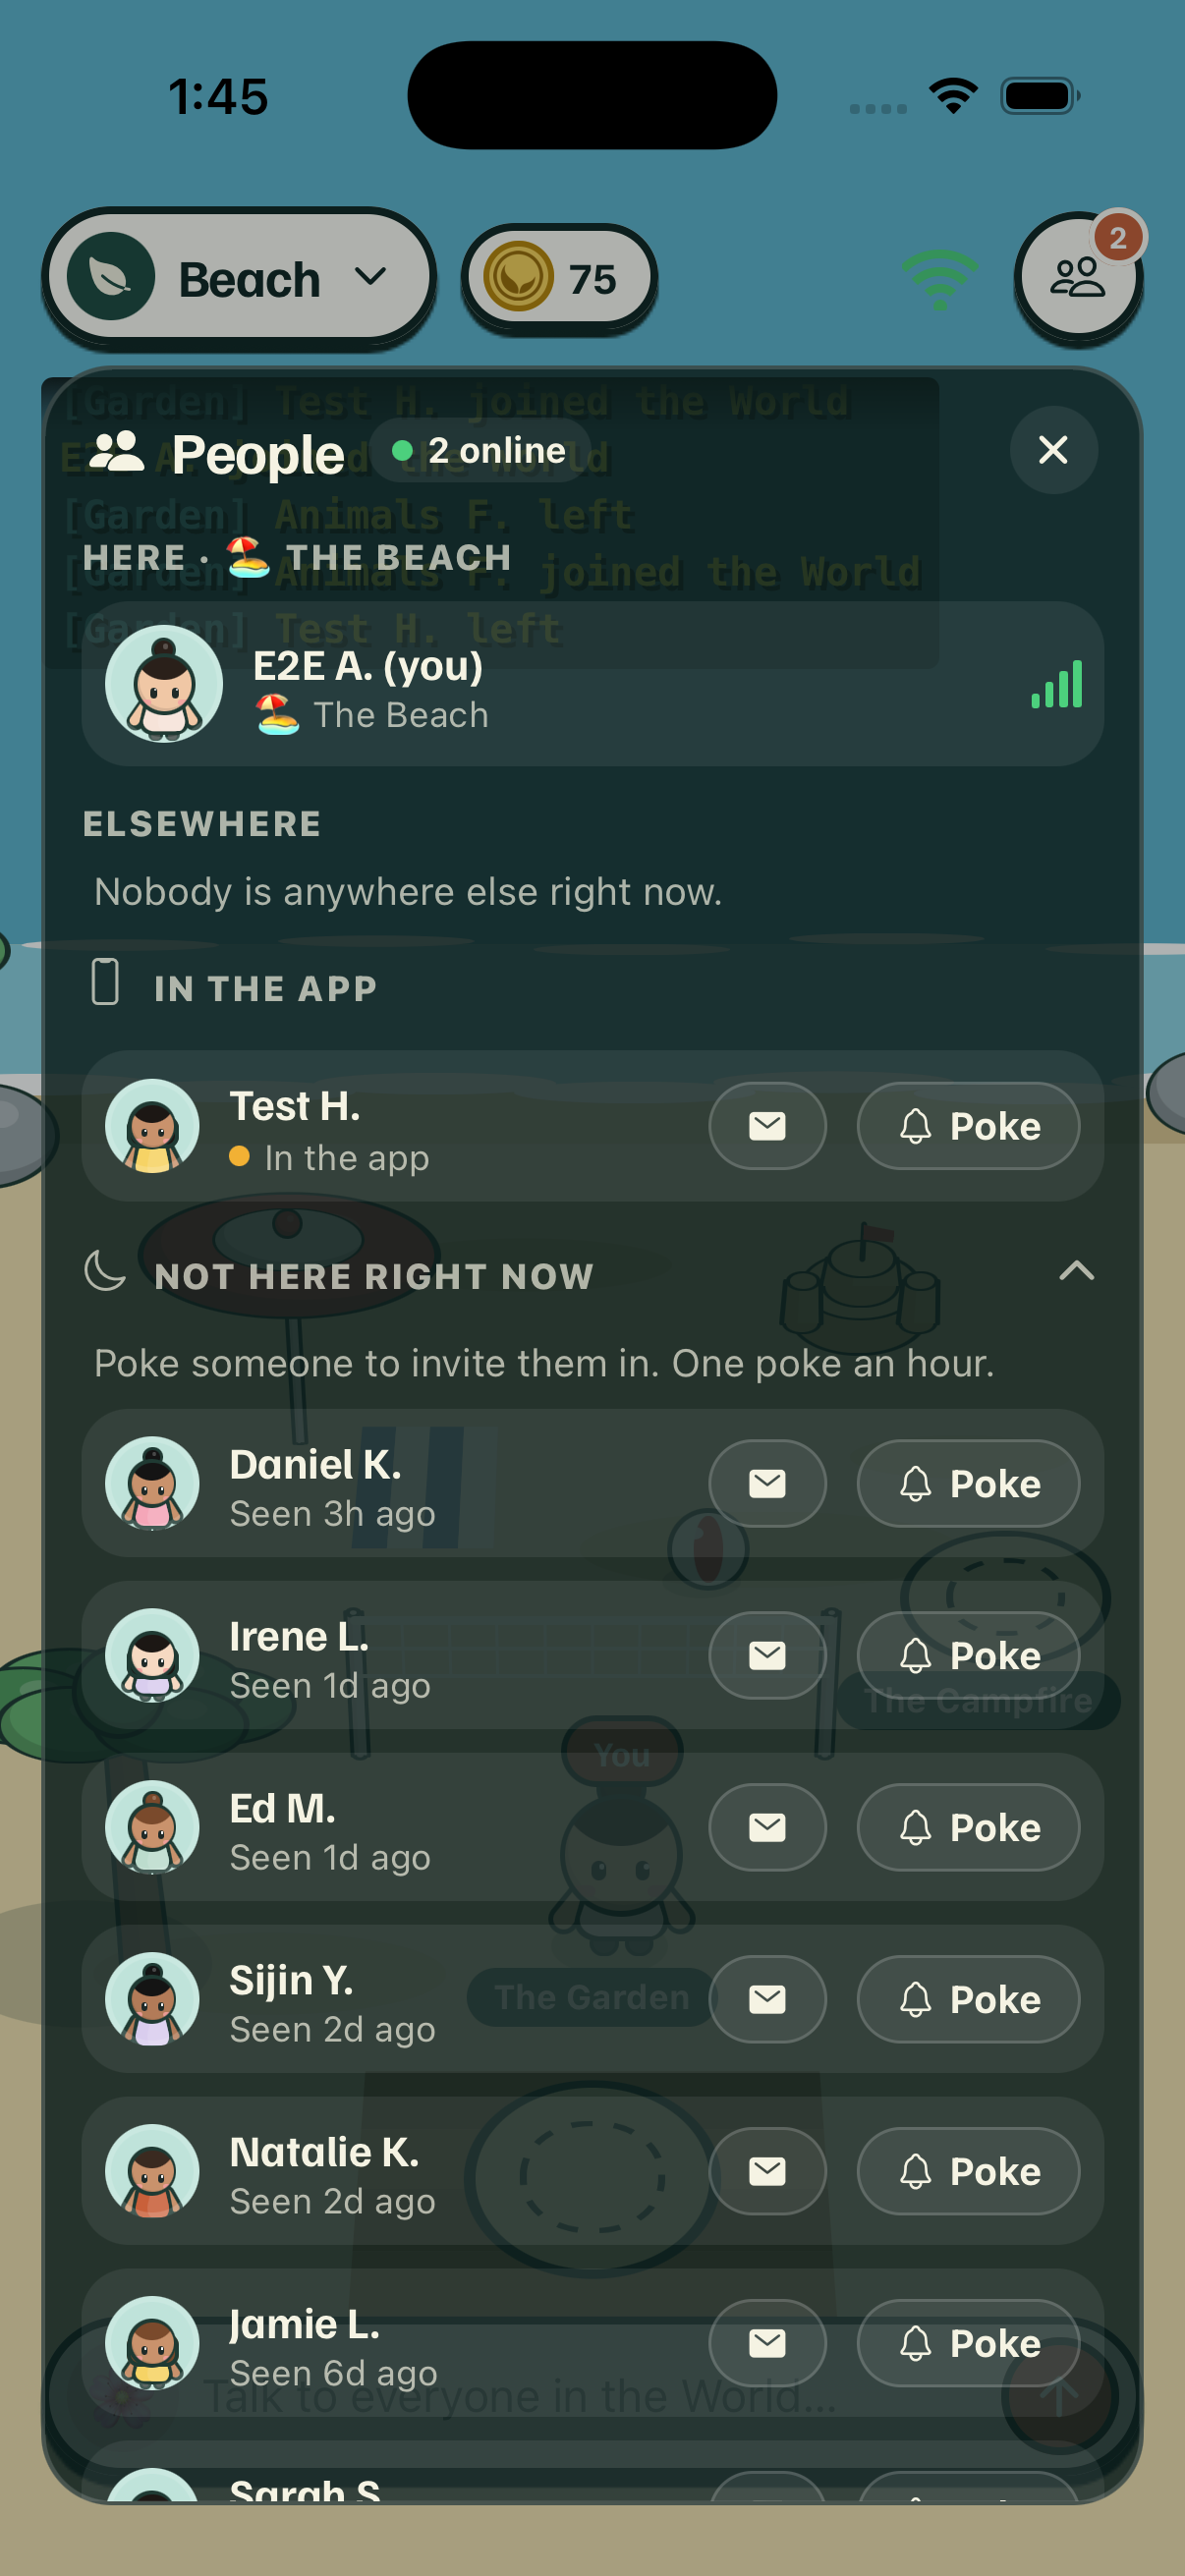 1:45
Beach
75
2
[Garden] Test H. joined the World
People
2 online
[Garden] Animals F. left
HERE · 🏖️ THE BEACH
[Garden] Animals F. joined the World
[Garden] Test H. left
E2E A. (you)
🏖️ The Beach
ELSEWHERE
Nobody is anywhere else right now.
IN THE APP
Test H.
In the app
Poke
NOT HERE RIGHT NOW
Poke someone to invite them in. One poke an hour.
Daniel K.
Seen 3h ago
Poke
Irene L.
Seen 1d ago
Poke
The Campfire
You
Ed M.
Seen 1d ago
Poke
Sijin Y.
Seen 2d ago
The Garden
Poke
Natalie K.
Seen 2d ago
Poke
Jamie L.
Seen 6d ago
Poke
Talk to everyone in the World...
Sarah S